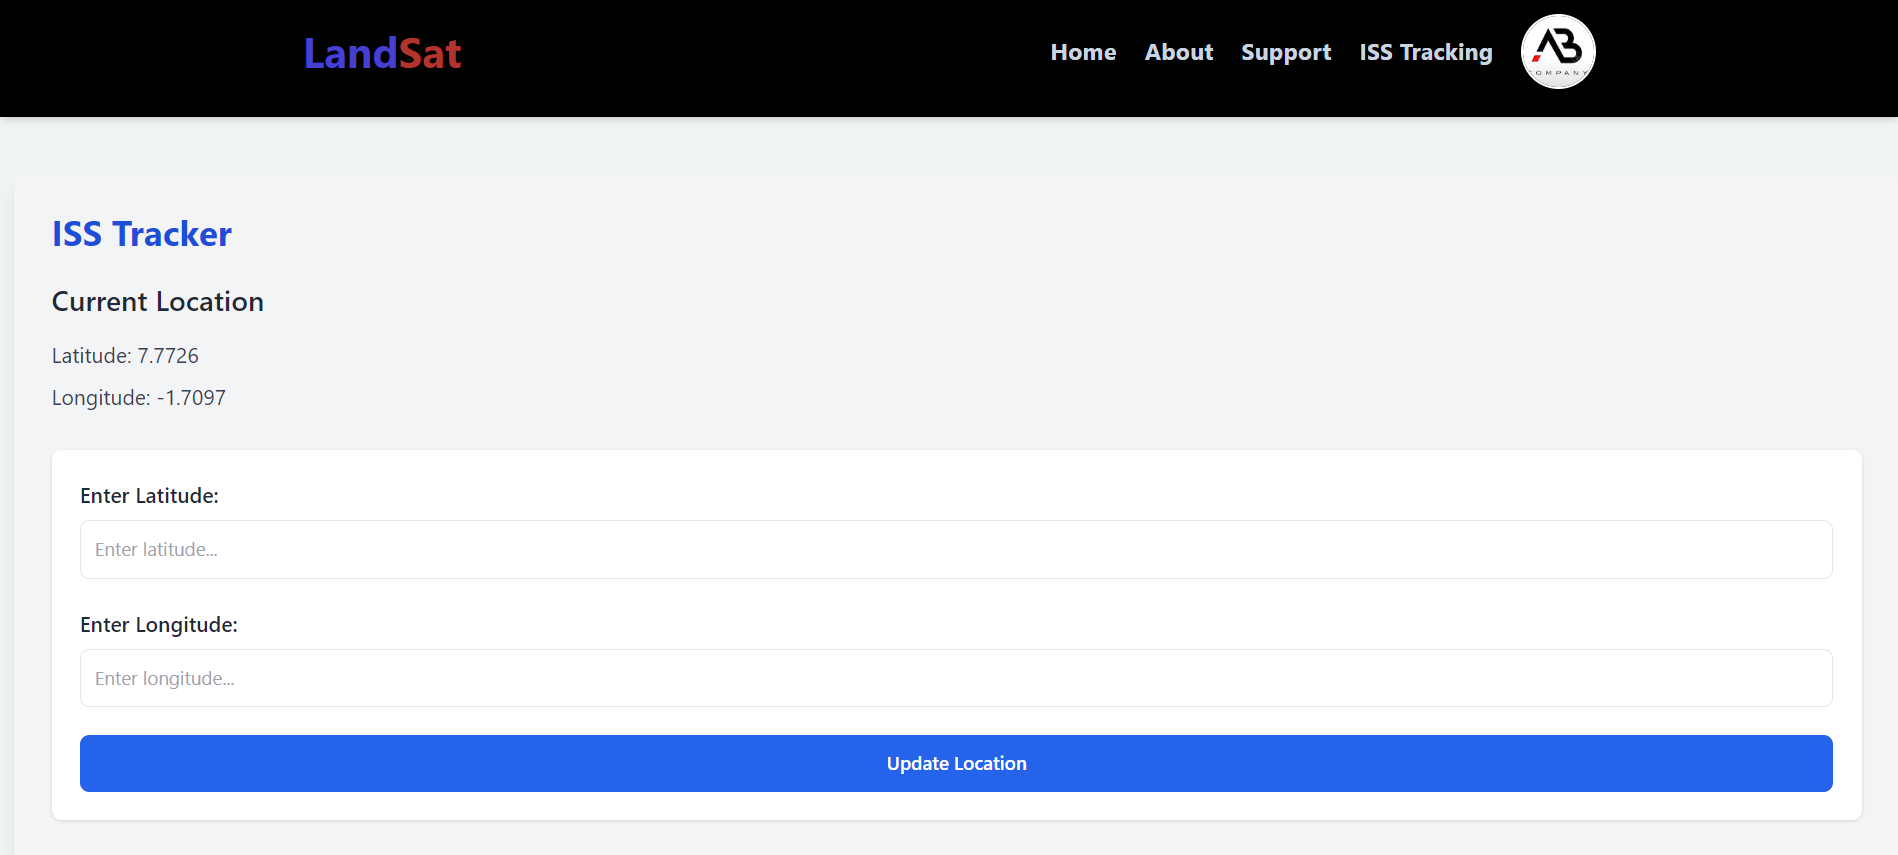 LandSat
Home About Support ISS Tracking
AB
COMPANY
ISS Tracker
Current Location
Latitude: 7.7726
Longitude: -1.7097
Enter Latitude:
Enter latitude...
Enter Longitude:
Enter longitude...
Update Location